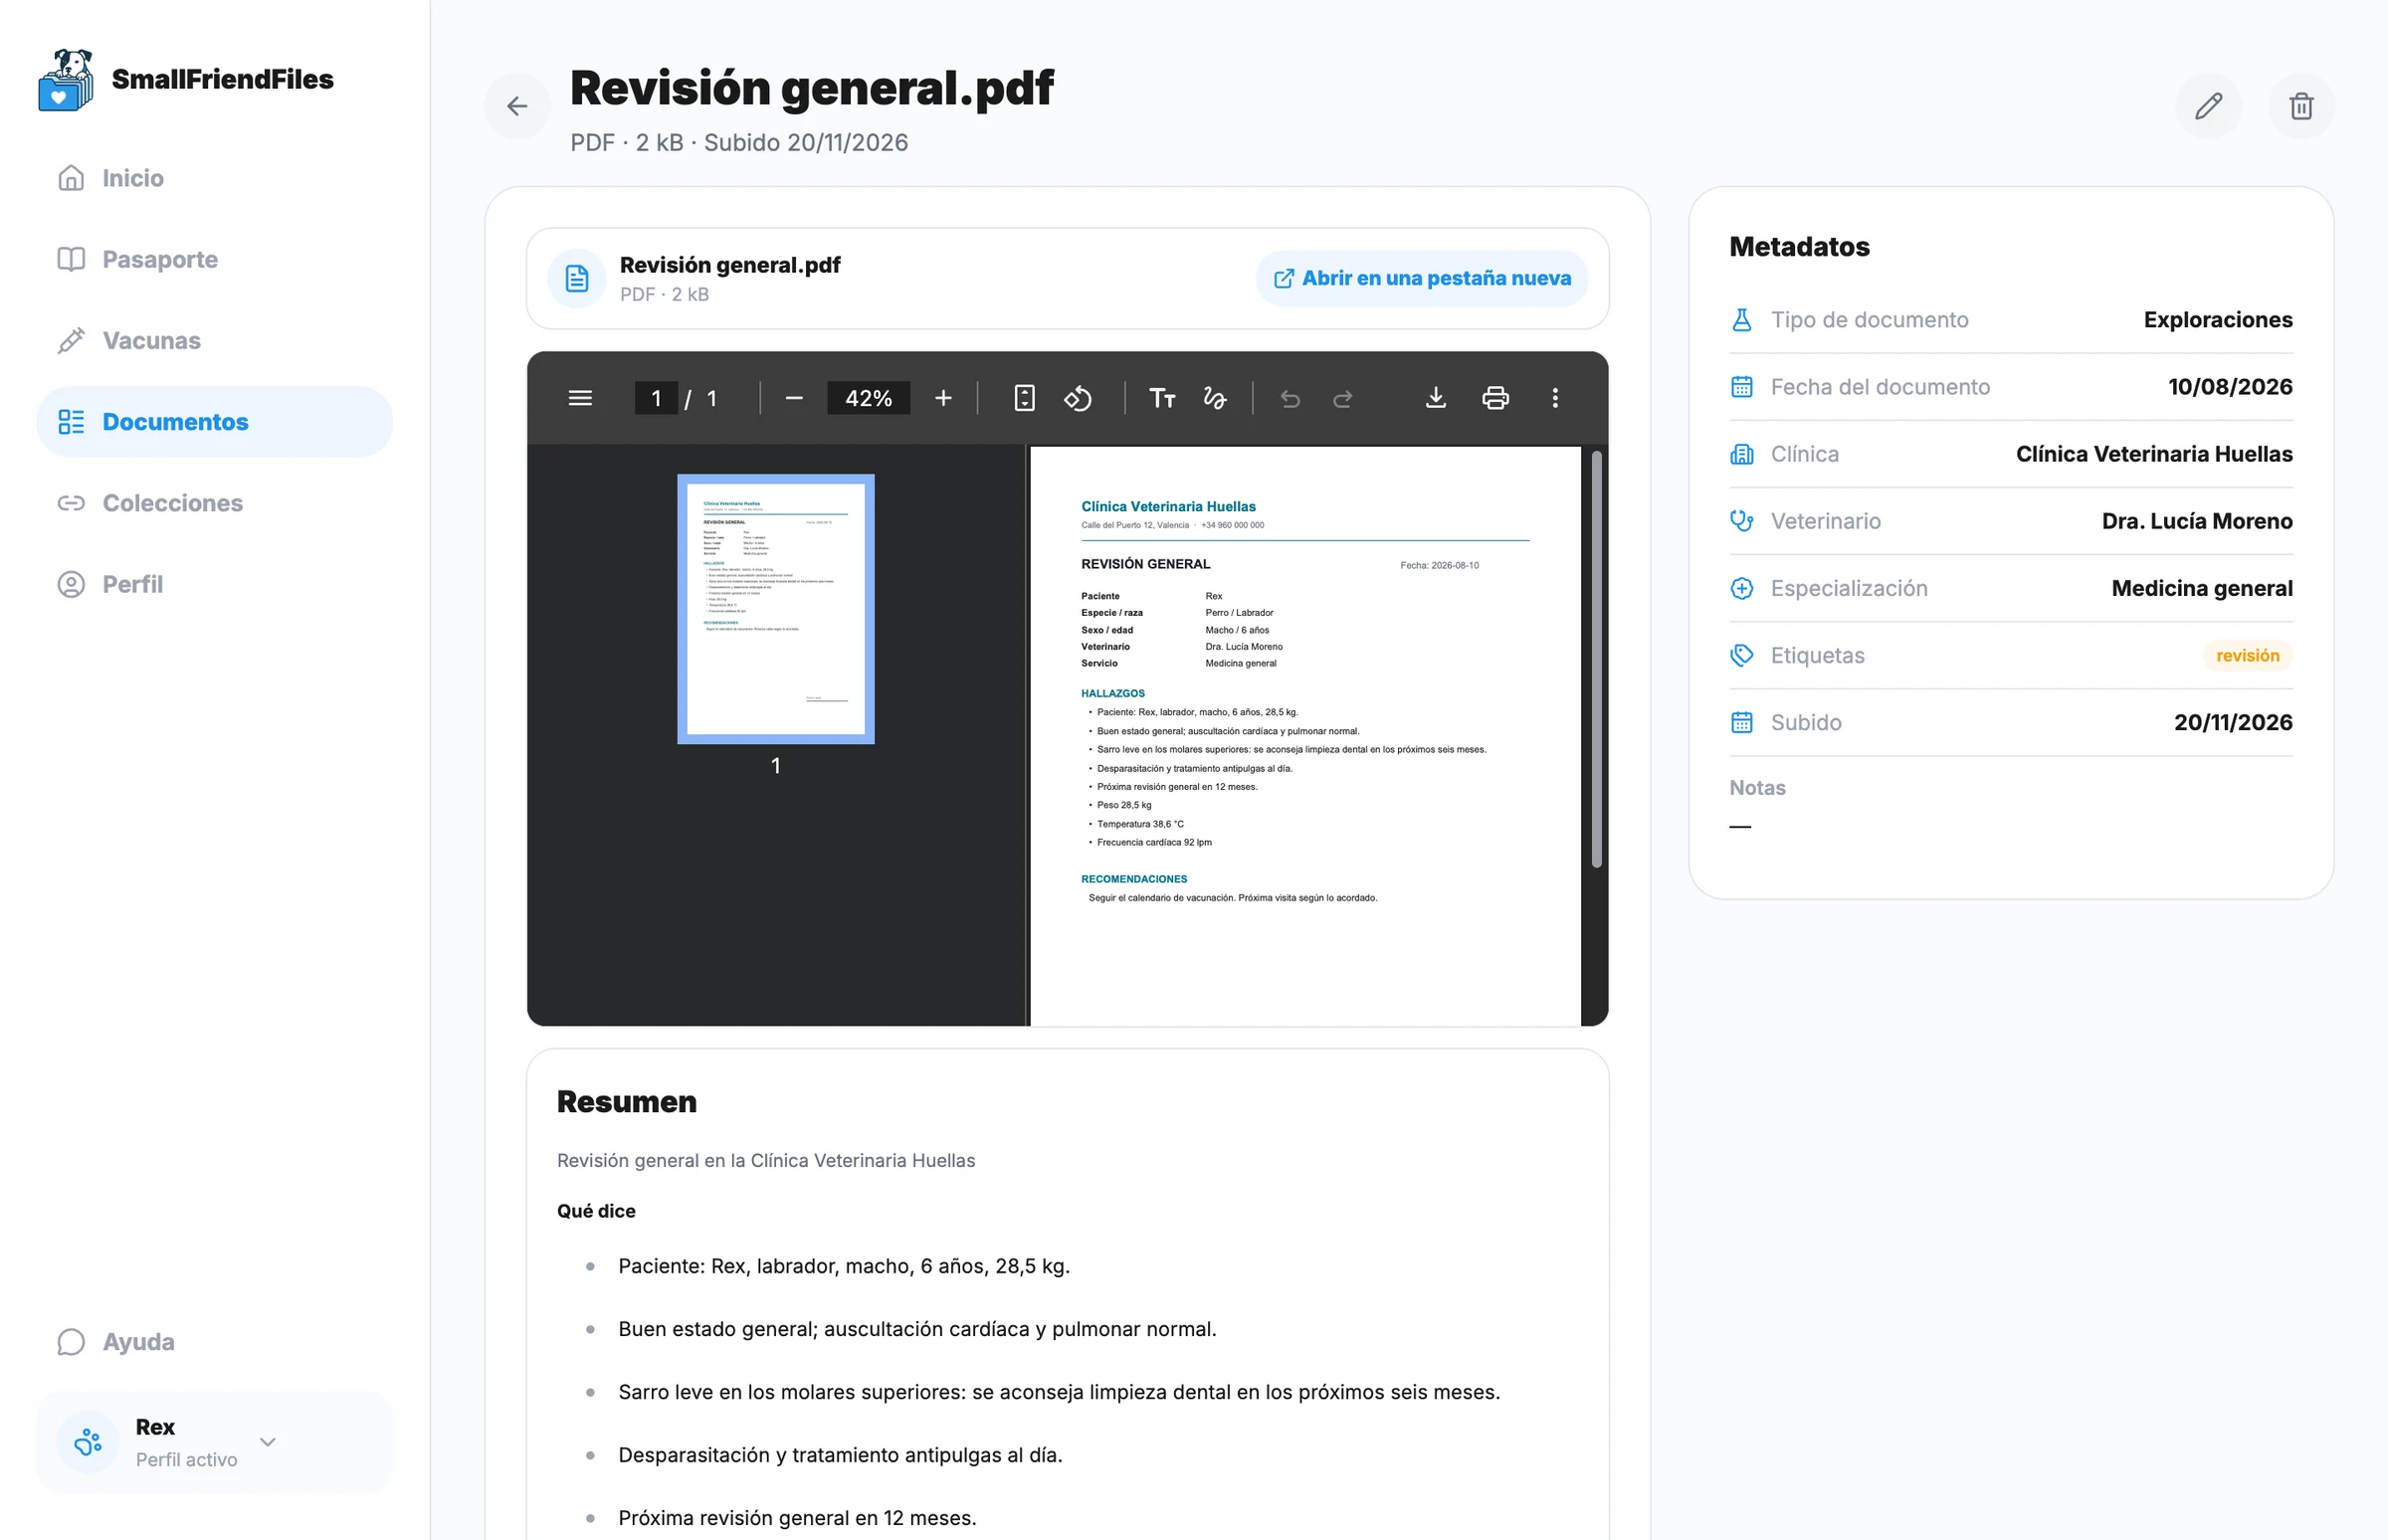 SmallFriendFiles
Inicio
Pasaporte
Vacunas
Documentos
Colecciones
Perfil
Ayuda
Rex
Perfil activo
Revisión general.pdf
PDF · 2 kB · Subido 20/11/2026
Revisión general.pdf
PDF · 2 kB
Abrir en una pestaña nueva
1 / 1
42%
1
Clínica Veterinaria Huellas
Calle del Puerto 12, Valencia · +34 960 000 000
REVISIÓN GENERAL Fecha: 2026-08-10
Paciente Rex
Especie / raza Perro / Labrador
Sexo / edad Macho / 6 años
Veterinario Dra. Lucía Moreno
Servicio Medicina general
HALLAZGOS
• Paciente: Rex, labrador, macho, 6 años, 28,5 kg.
• Buen estado general; auscultación cardíaca y pulmonar normal.
• Sarro leve en los molares superiores: se aconseja limpieza dental en los próximos seis meses.
• Desparasitación y tratamiento antipulgas al día.
• Próxima revisión general en 12 meses.
• Peso 28,5 kg
• Temperatura 38,6 °C
• Frecuencia cardíaca 92 lpm
RECOMENDACIONES
Seguir el calendario de vacunación. Próxima visita según lo acordado.
Resumen
Revisión general en la Clínica Veterinaria Huellas
Qué dice
Paciente: Rex, labrador, macho, 6 años, 28,5 kg.
Buen estado general; auscultación cardíaca y pulmonar normal.
Sarro leve en los molares superiores: se aconseja limpieza dental en los próximos seis meses.
Desparasitación y tratamiento antipulgas al día.
Próxima revisión general en 12 meses.
Metadatos
Tipo de documento Exploraciones
Fecha del documento 10/08/2026
Clínica Clínica Veterinaria Huellas
Veterinario Dra. Lucía Moreno
Especialización Medicina general
Etiquetas revisión
Subido 20/11/2026
Notas
—